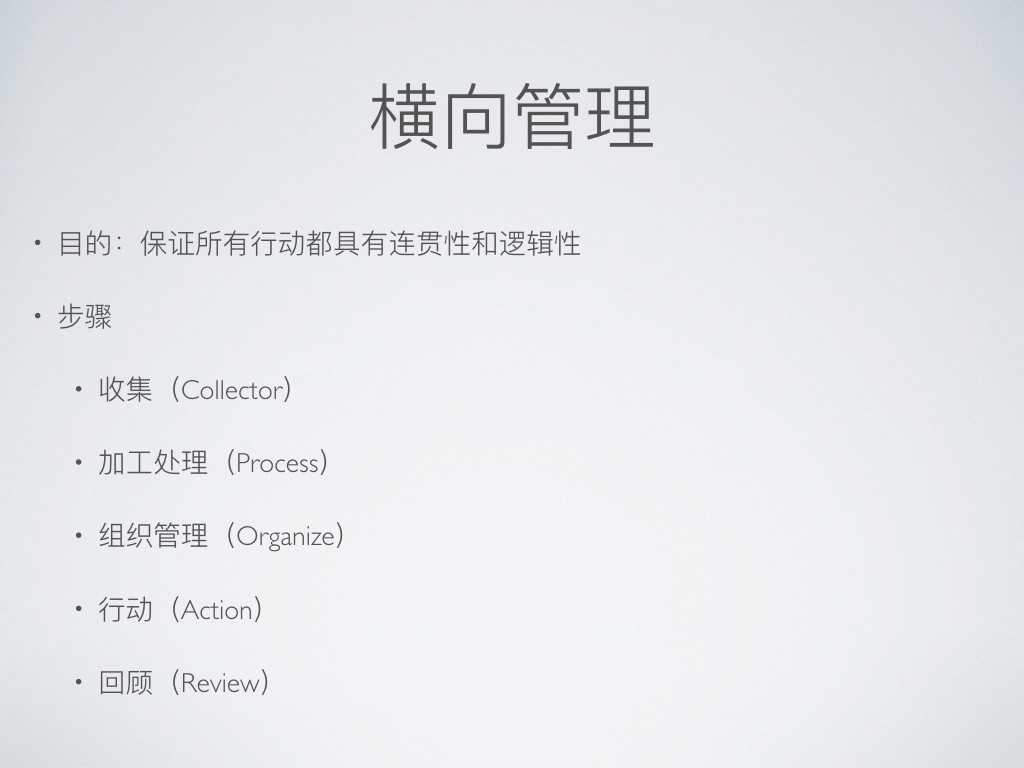 横向管理
• 目的：保证所有行动都具有连贯性和逻辑性
• 步骤
• 收集（Collector）
• 加工处理（Process）
• 组织管理（Organize）
• 行动（Action）
• 回顾（Review）